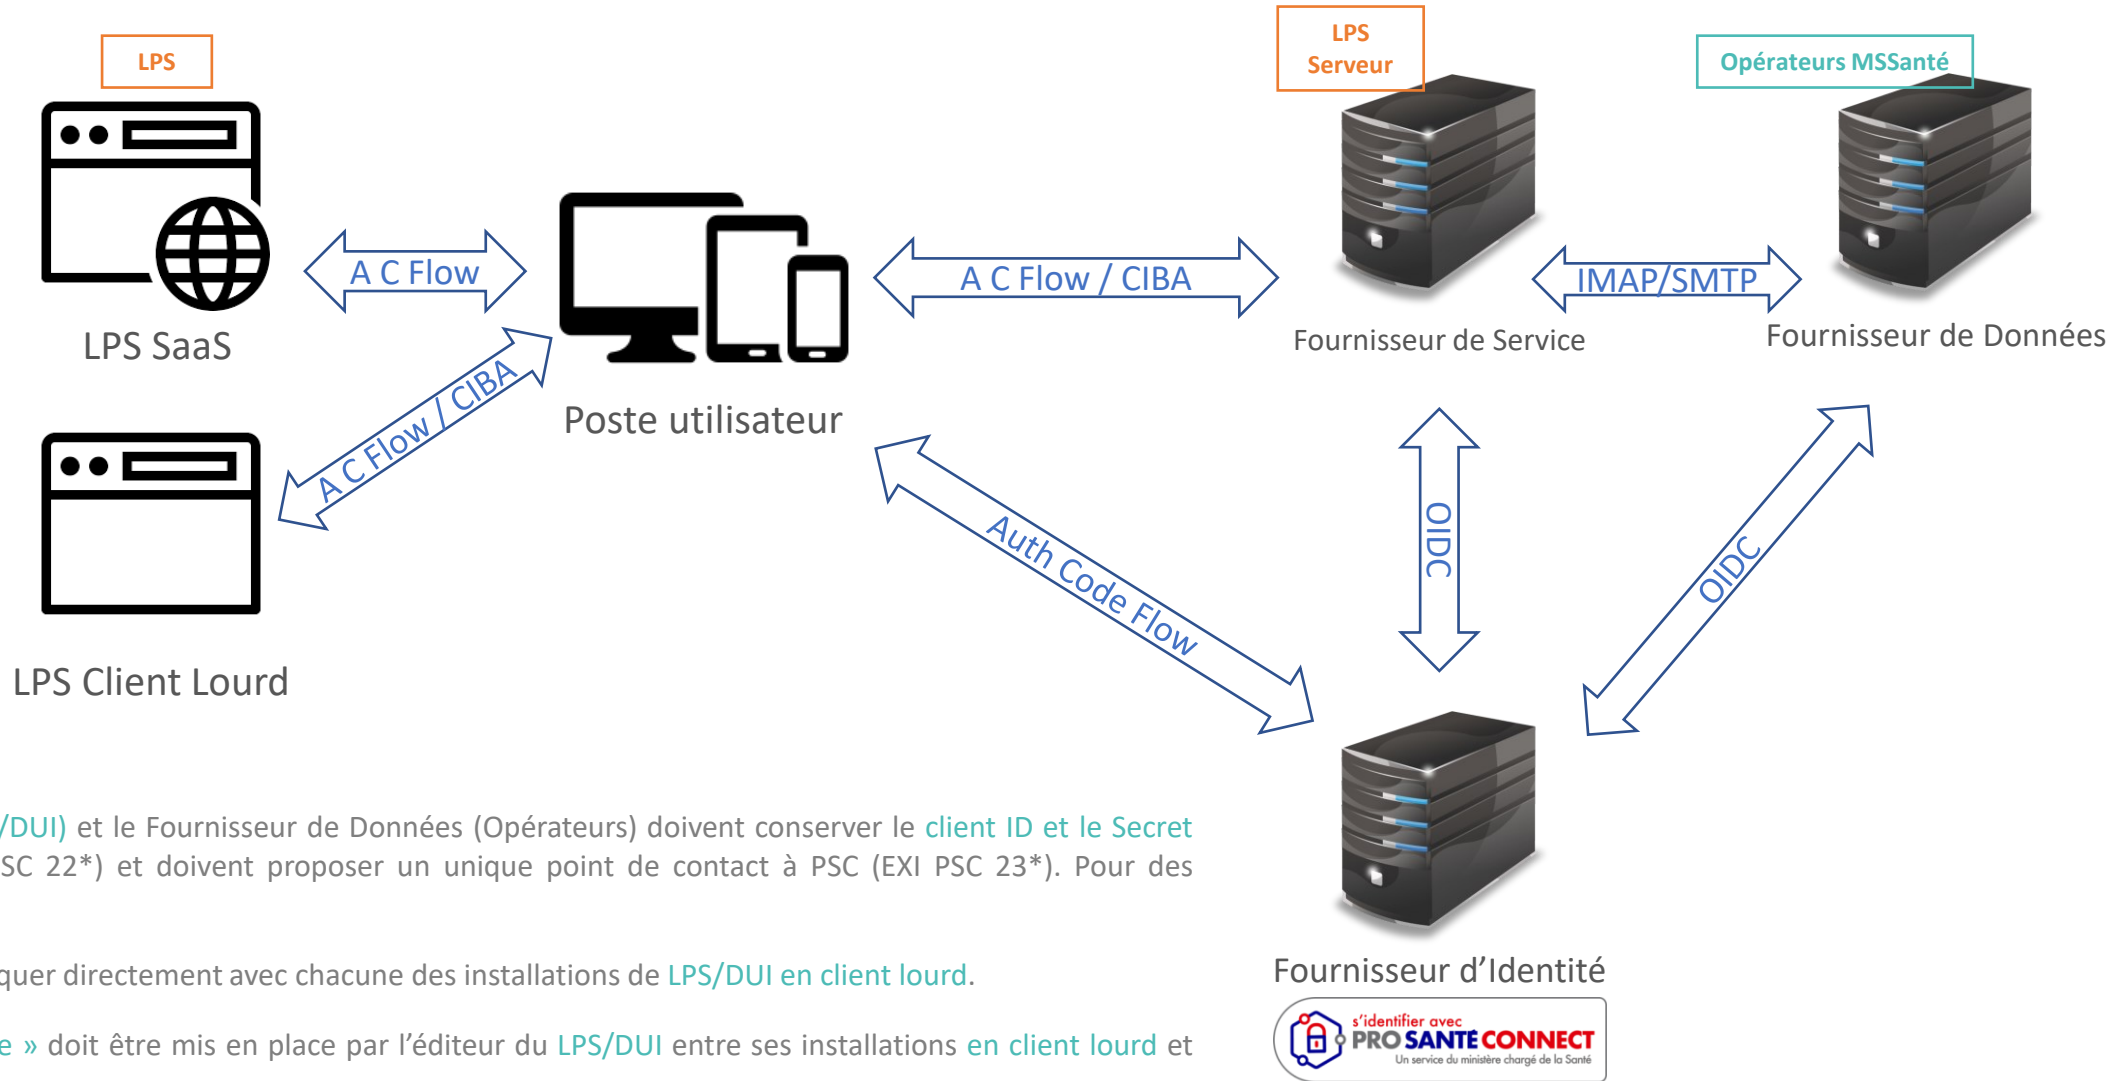 LPS
LPS
Serveur
Opérateurs MSSanté
A C Flow
A C Flow / CIBA
IMAP/SMTP
LPS SaaS
Fournisseur de Service
Fournisseur de Données
A C Flow / CIBA
Poste utilisateur
Auth Code Flow
OIDC
OIDC
LPS Client Lourd
/DUI) et le Fournisseur de Données (Opérateurs) doivent conserver le client ID et le Secret
SC 22*) et doivent proposer un unique point de contact à PSC (EXI PSC 23*). Pour des
quer directement avec chacune des installations de LPS/DUI en client lourd.
e » doit être mis en place par l’éditeur du LPS/DUI entre ses installations en client lourd et
Fournisseur d’Identité
s'identifier avec
PRO SANTÉ CONNECT
Un service du ministère chargé de la Santé